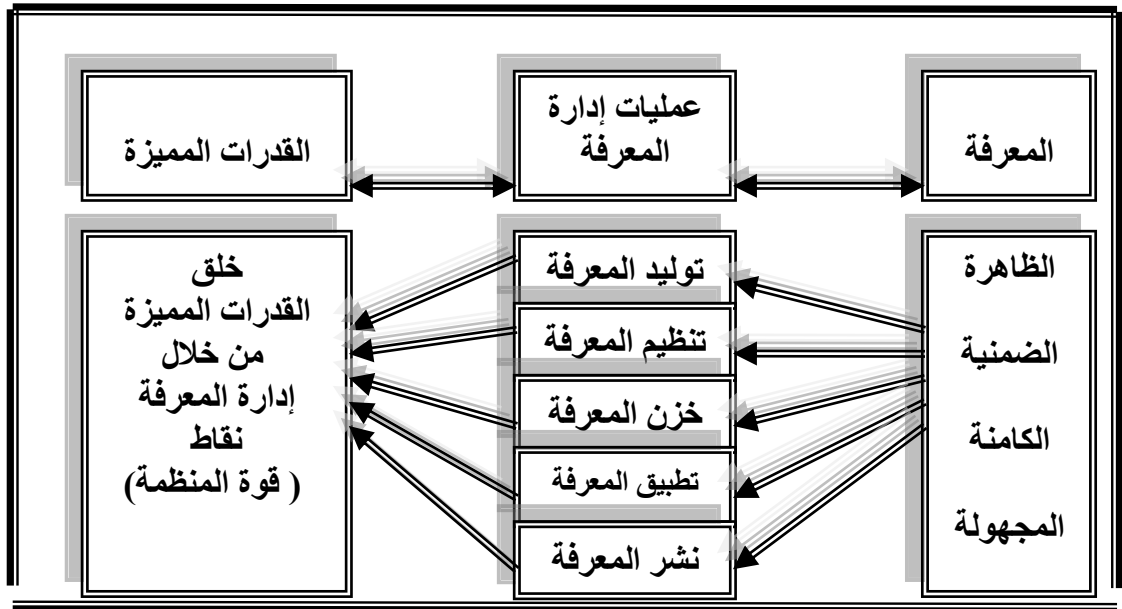 المعرفة
عمليات إدارة
المعرفة
القدرات المميزة
الظاهرة
الضمنية
الكامنة
المجهولة
توليد المعرفة
تنظيم المعرفة
خزن المعرفة
تطبيق المعرفة
نشر المعرفة
خلق
القدرات المميزة
من خلال
إدارة المعرفة
نقاط
( قوة المنظمة)